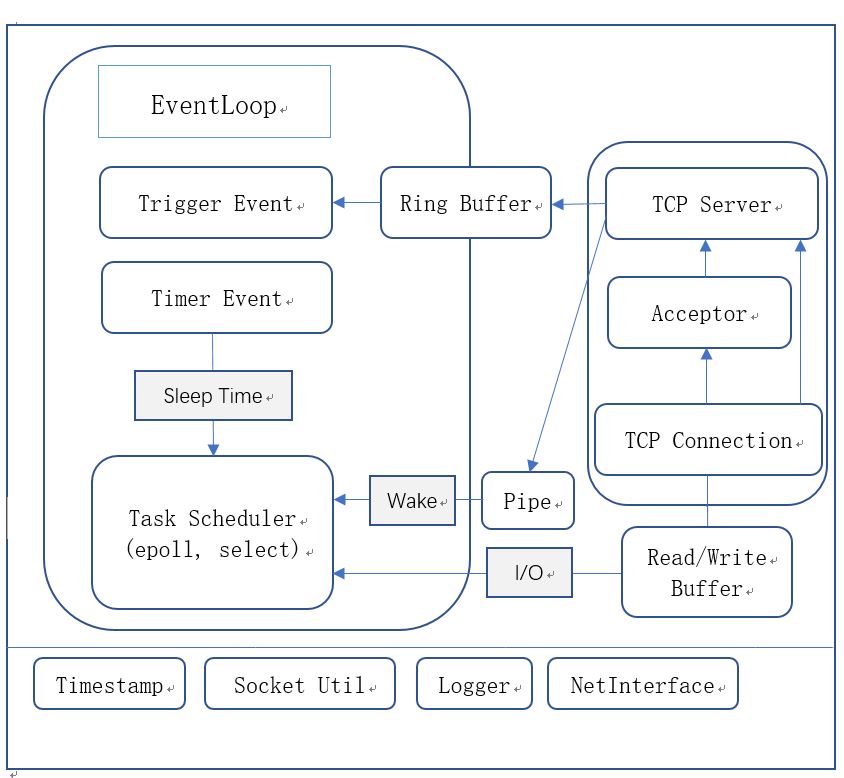 EventLoop
Trigger Event
Ring Buffer
TCP Server
Timer Event
Acceptor
Sleep Time
TCP Connection
Task Scheduler
(epoll, select)
Wake
Pipe
I/O
Read/Write
Buffer
Timestamp
Socket Util
Logger
NetInterface